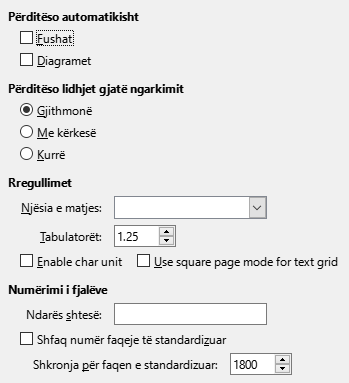 Përditëso automatikisht
Fushat
Diagramet
Përditëso lidhjet gjatë ngarkimit
Gjithmonë
Me kërkesë
Kurrë
Rregullimet
Njësia e matjes:
Tabulatorët: 1.25
Enable char unit Use square page mode for text grid
Numërimi i fjalëve
Ndarës shtesë:
Shfaq numër faqeje të standardizuar
Shkronja për faqen e standardizuar: 1800